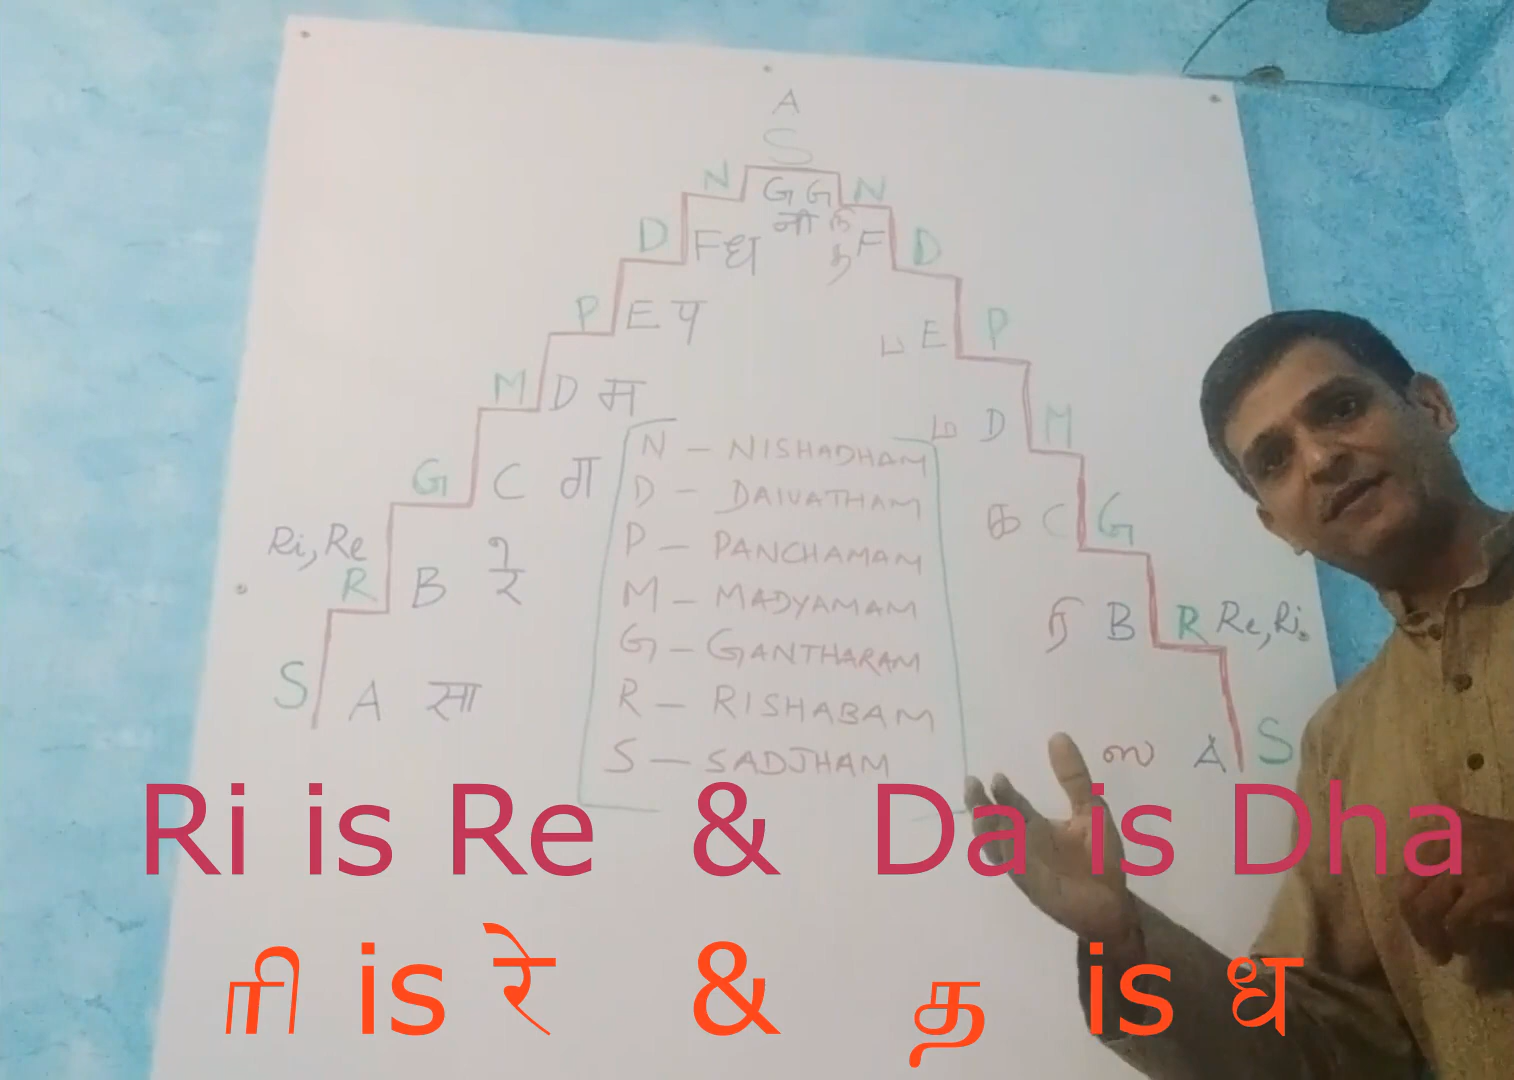 A
S
N G G N
नी நி
D F ध த F D
P E प ப E P
M D म ம D M
G C ग க C G
Ri, Re Re, Ri.
R B रे ரி B R
S A सा ஸ A S
N – NISHADHAM
D – DAIVATHAM
P – PANCHAMAM
M – MADYAMAM
G – GANTHARAM
R – RISHABAM
S – SADJHAM
Ri is Re & Da is Dha
ரி is रे & த is ध